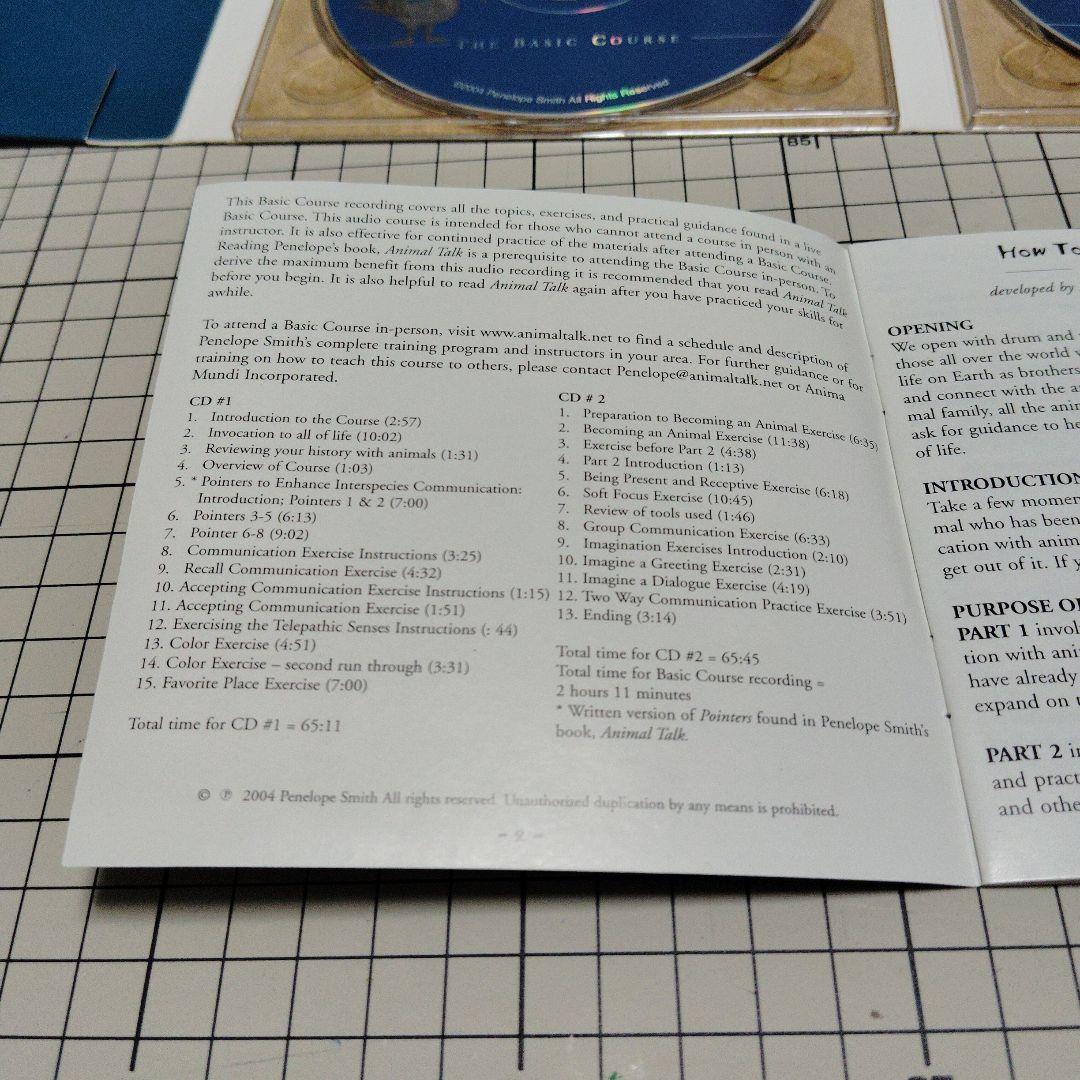 THE BASIC COURSE
©2004 Penelope Smith All Rights Reserved
85
This Basic Course recording covers all the topics, exercises, and practical guidance found in a live
Basic Course. This audio course is intended for those who cannot attend a course in person with an
instructor. It is also effective for continued practice of the materials after attending a Basic Course.
Reading Penelope's book, Animal Talk is a prerequisite to attending the Basic Course in-person. To
derive the maximum benefit from this audio recording it is recommended that you read Animal Talk
before you begin. It is also helpful to read Animal Talk again after you have practiced your skills for
awhile.
To attend a Basic Course in-person, visit www.animaltalk.net to find a schedule and description of
Penelope Smith's complete training program and instructors in your area. For further guidance or for
training on how to teach this course to others, please contact Penelope@animaltalk.net or Anima
Mundi Incorporated.
CD #1
1. Introduction to the Course (2:57)
2. Invocation to all of life (10:02)
3. Reviewing your history with animals (1:31)
4. Overview of Course (1:03)
5. * Pointers to Enhance Interspecies Communication:
Introduction; Pointers 1 & 2 (7:00)
6. Pointers 3-5 (6:13)
7. Pointer 6-8 (9:02)
8. Communication Exercise Instructions (3:25)
9. Recall Communication Exercise (4:32)
10. Accepting Communication Exercise Instructions (1:15)
11. Accepting Communication Exercise (1:51)
12. Exercising the Telepathic Senses Instructions (: 44)
13. Color Exercise (4:51)
14. Color Exercise – second run through (3:31)
15. Favorite Place Exercise (7:00)
Total time for CD #1 = 65:11
CD # 2
1. Preparation to Becoming an Animal Exercise (6:35)
2. Becoming an Animal Exercise (11:38)
3. Exercise before Part 2 (4:38)
4. Part 2 Introduction (1:13)
5. Being Present and Receptive Exercise (6:18)
6. Soft Focus Exercise (10:45)
7. Review of tools used (1:46)
8. Group Communication Exercise (6:33)
9. Imagination Exercises Introduction (2:10)
10. Imagine a Greeting Exercise (2:31)
11. Imagine a Dialogue Exercise (4:19)
12. Two Way Communication Practice Exercise (3:51)
13. Ending (3:14)
Total time for CD #2 = 65:45
Total time for Basic Course recording =
2 hours 11 minutes
* Written version of Pointers found in Penelope Smith's
book, Animal Talk.
© ℗ 2004 Penelope Smith All rights reserved. Unauthorized duplication by any means is prohibited.
- 2 -
How To
developed by
OPENING
We open with drum and
those all over the world
life on Earth as brothers
and connect with the a
mal family, all the anim
ask for guidance to he
of life.
INTRODUCTION
Take a few momen
mal who has been
cation with anim
get out of it. If y
PURPOSE OF
PART 1 invol
tion with ani
have already
expand on t
PART 2 in
and pract
and othe